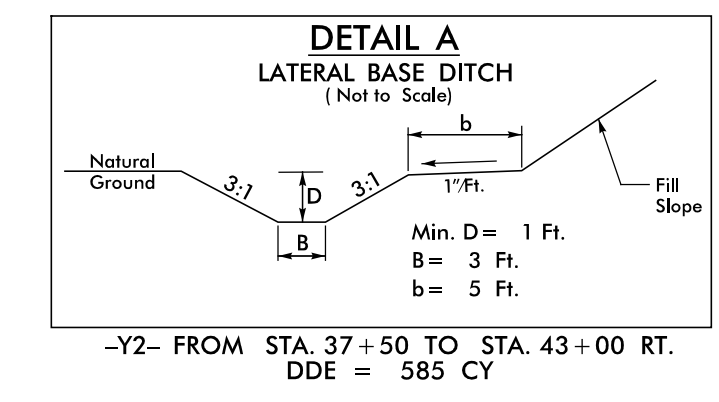 DETAIL A
LATERAL BASE DITCH
( Not to Scale)
b
Natural
Ground
3:1
D
3:1
1"/Ft.
Fill
Slope
B
Min. D = 1 Ft.
B = 3 Ft.
b = 5 Ft.
–Y2– FROM STA. 37+50 TO STA. 43+00 RT.
DDE = 585 CY